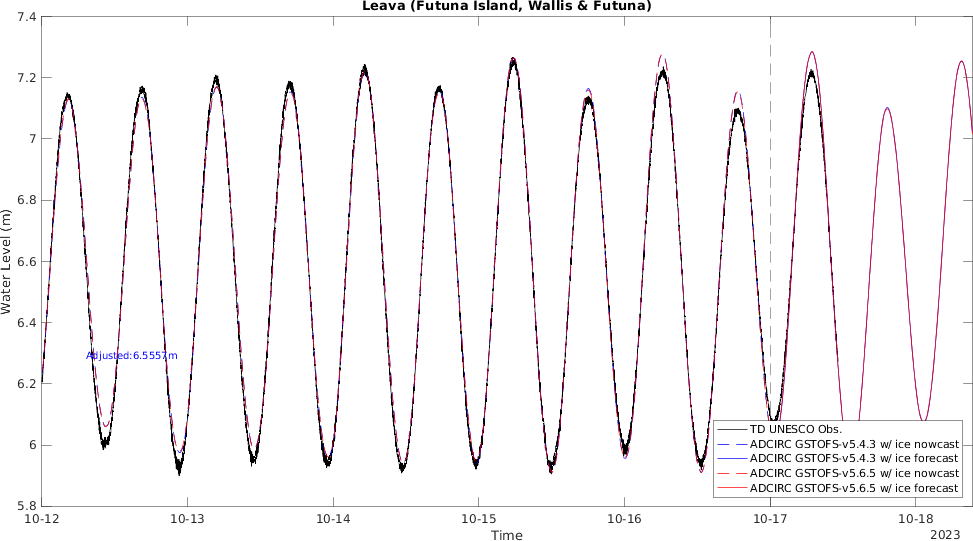 Leava (Futuna Island, Wallis & Futuna)
7.4
7.2
7
6.8
6.6
6.4
6.2
6
5.8
Water Level (m)
Adjusted:6.5557m
TD UNESCO Obs.
ADCIRC GSTOFS-v5.4.3 w/ ice nowcast
ADCIRC GSTOFS-v5.4.3 w/ ice forecast
ADCIRC GSTOFS-v5.6.5 w/ ice nowcast
ADCIRC GSTOFS-v5.6.5 w/ ice forecast
10-12 10-13 10-14 10-15 10-16 10-17 10-18
Time
2023